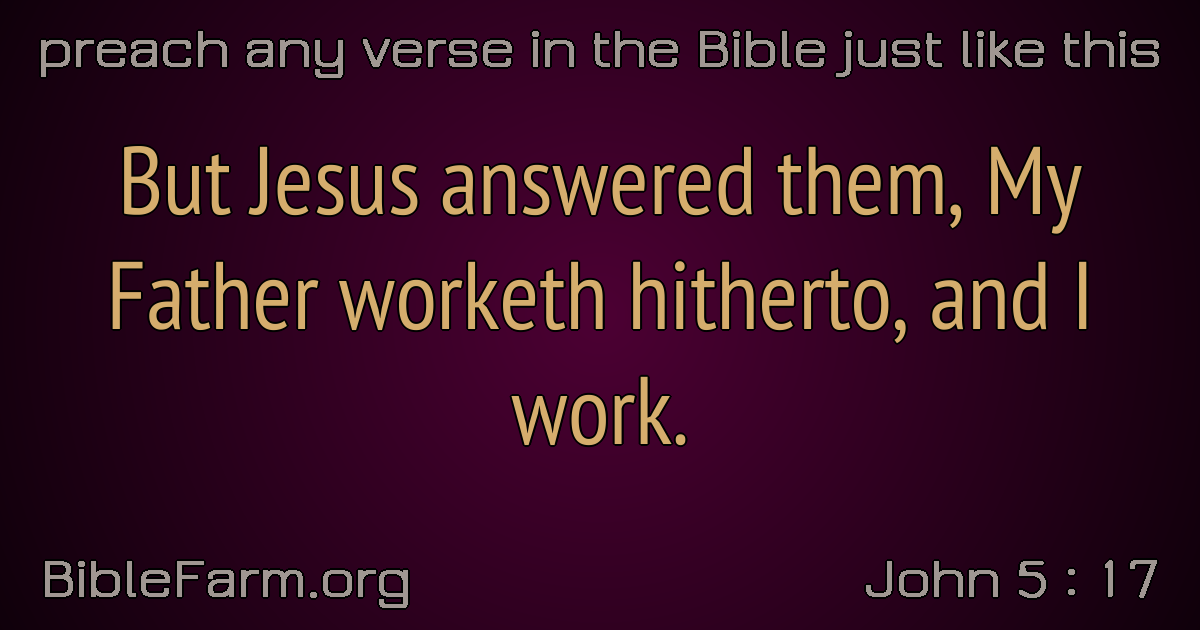 preach any verse in the Bible just like this
But Jesus answered them, My
Father worketh hitherto, and I
work.
BibleFarm.org
John 5 : 17